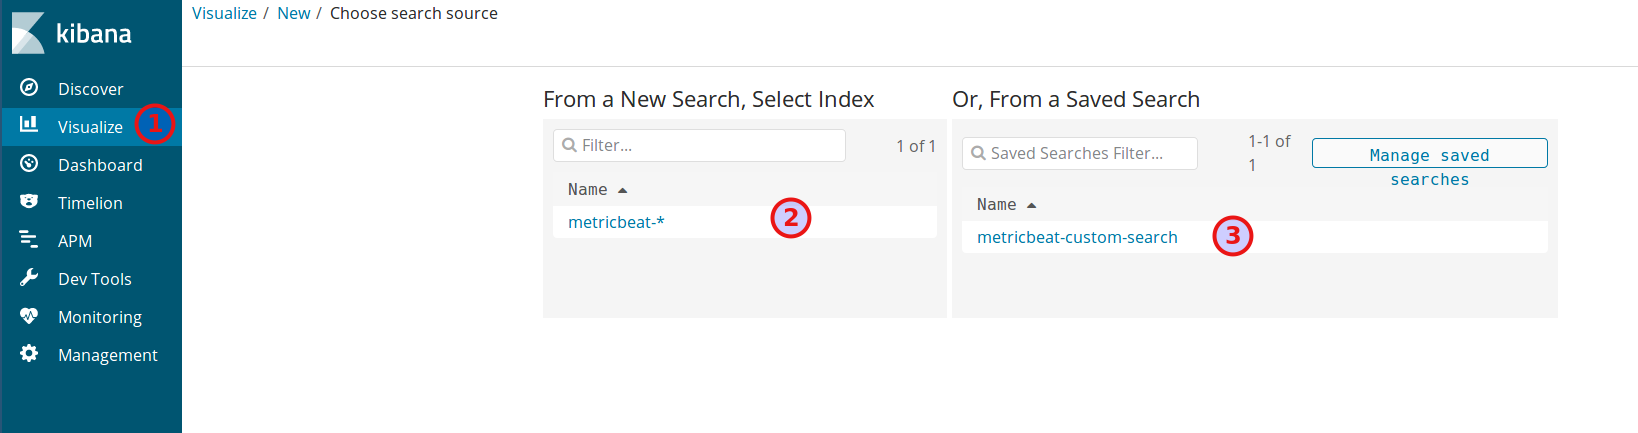 kibana
Discover
Visualize 1
Dashboard
Timelion
APM
Dev Tools
Monitoring
Management
Visualize / New / Choose search source
From a New Search, Select Index
Filter...
1 of 1
Name
metricbeat-* 2
Or, From a Saved Search
Saved Searches Filter...
1-1 of
1
Manage saved
searches
Name
metricbeat-custom-search 3